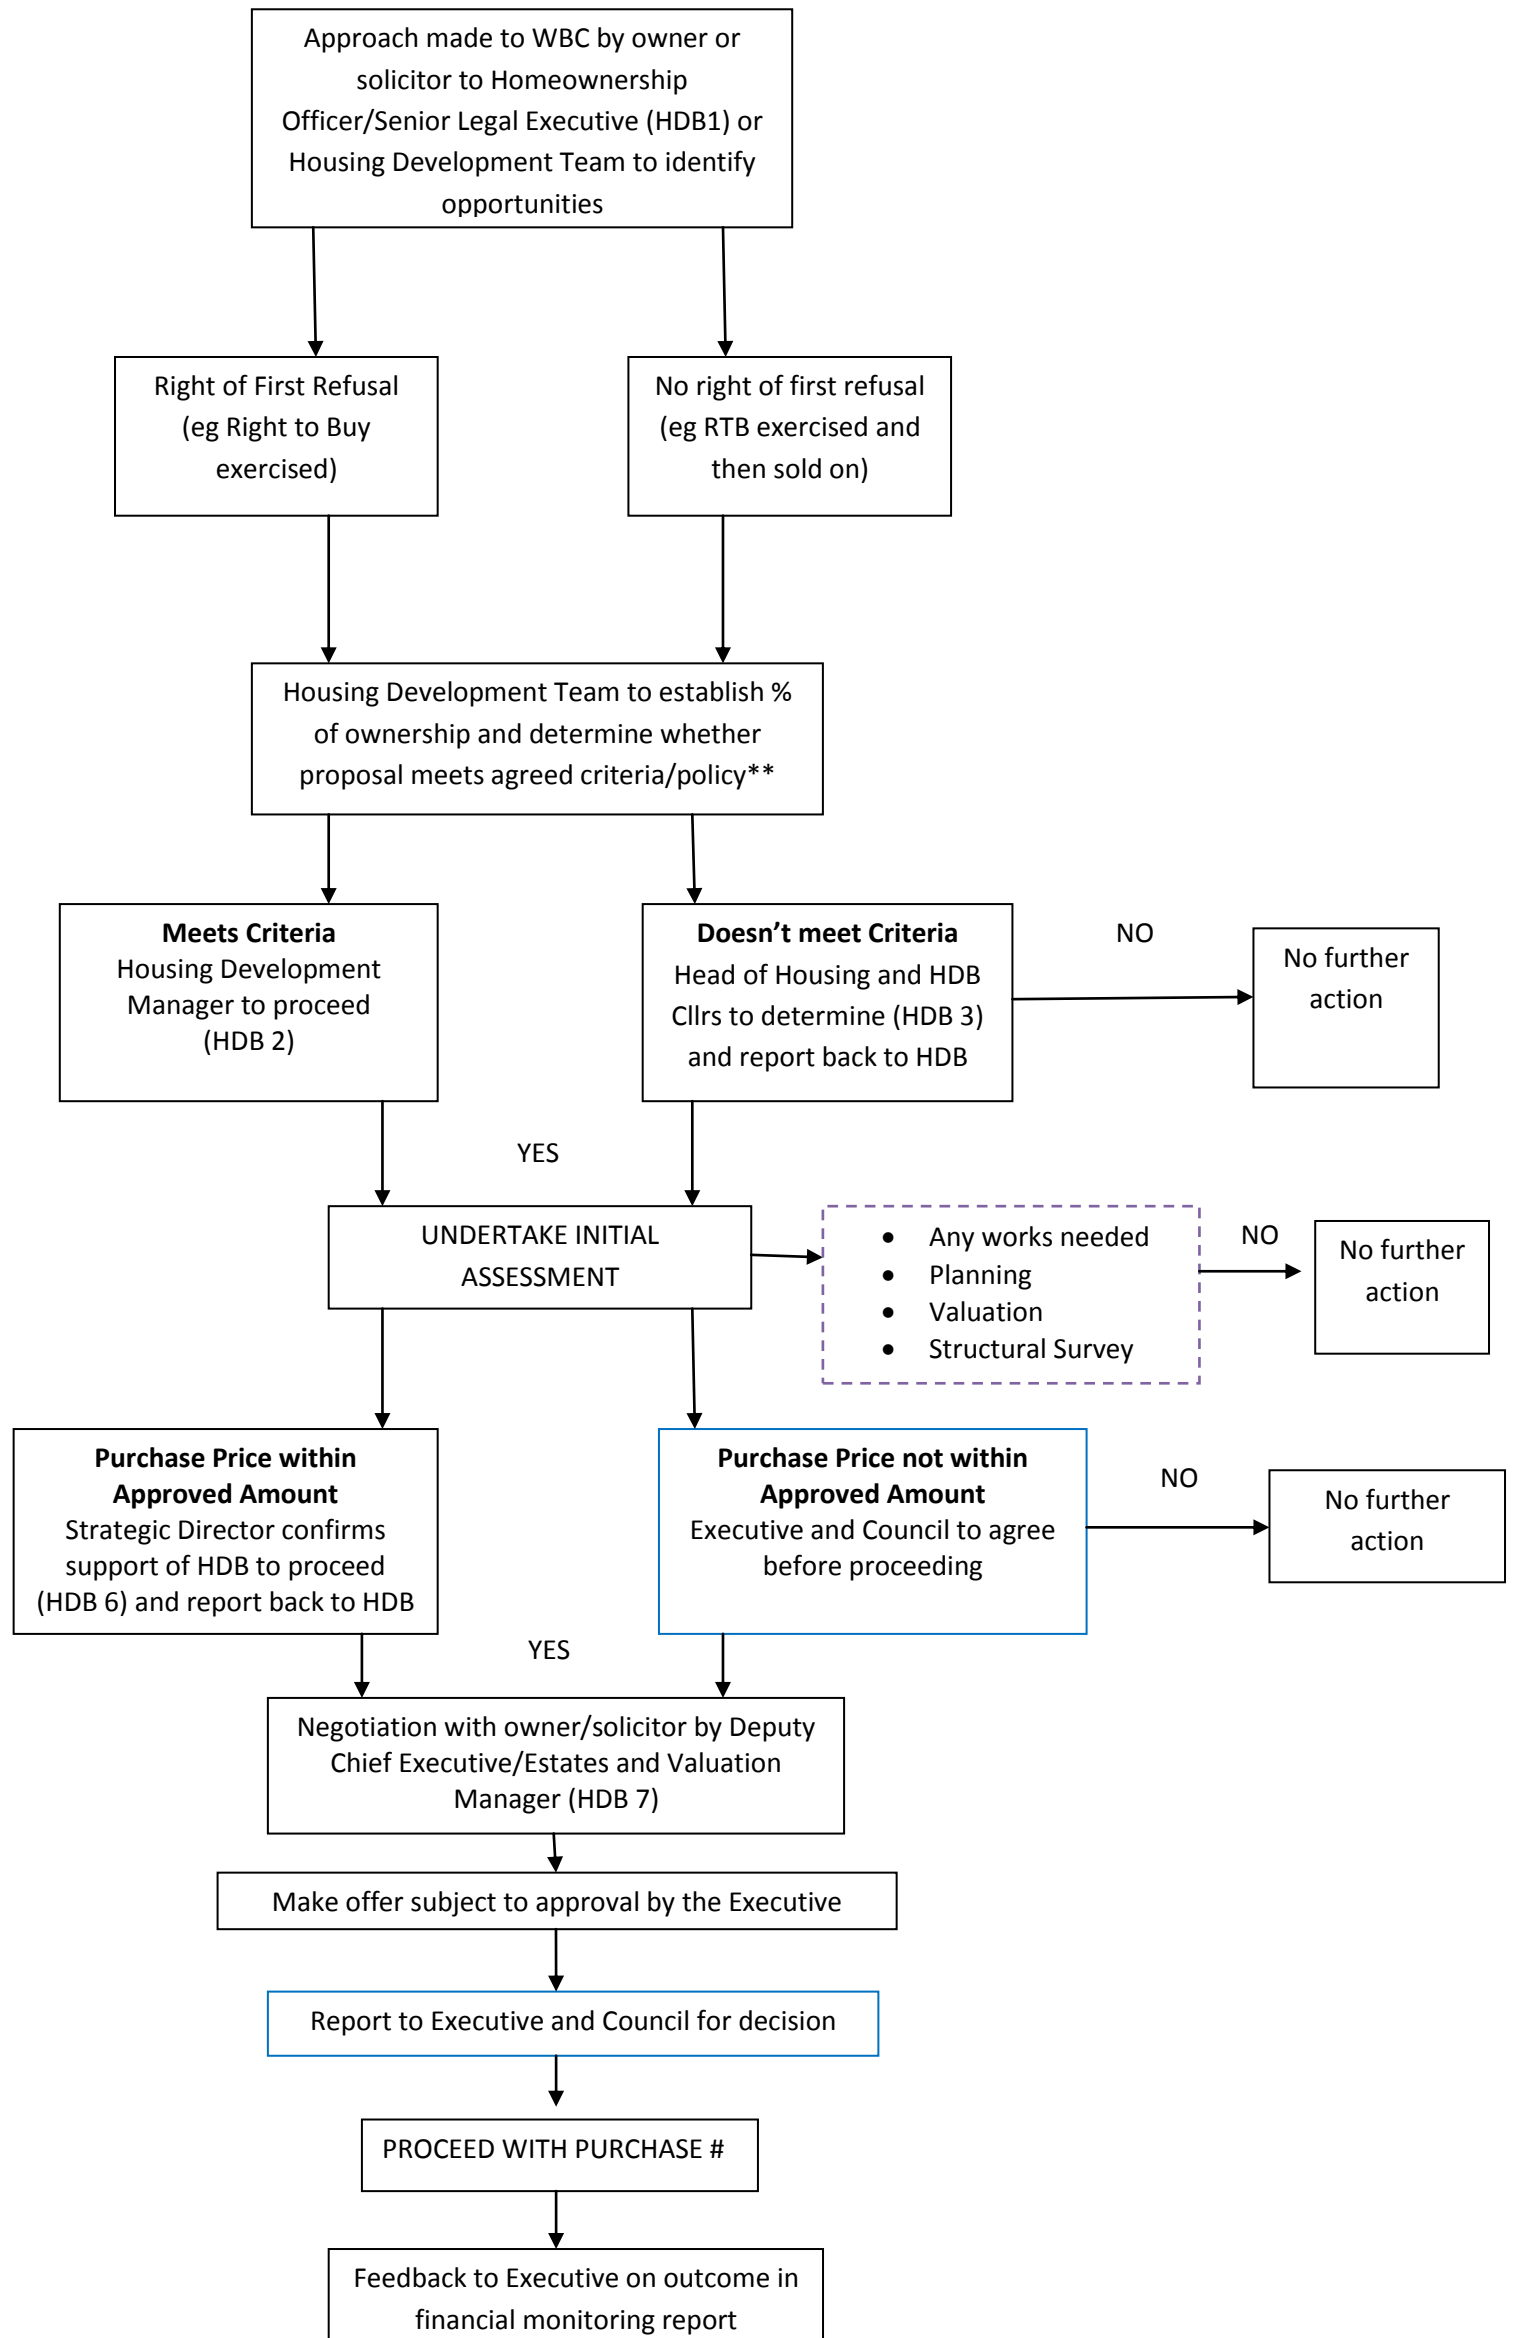 Approach made to WBC by owner or
solicitor to Homeownership
Officer/Senior Legal Executive (HDB1) or
Housing Development Team to identify
opportunities
Right of First Refusal
(eg Right to Buy
exercised)
No right of first refusal
(eg RTB exercised and
then sold on)
Housing Development Team to establish %
of ownership and determine whether
proposal meets agreed criteria/policy**
Meets Criteria
Housing Development
Manager to proceed
(HDB 2)
Doesn’t meet Criteria
Head of Housing and HDB
Cllrs to determine (HDB 3)
and report back to HDB
NO
No further
action
YES
UNDERTAKE INITIAL
ASSESSMENT
• Any works needed
• Planning
• Valuation
• Structural Survey
NO
No further
action
Purchase Price within
Approved Amount
Strategic Director confirms
support of HDB to proceed
(HDB 6) and report back to HDB
Purchase Price not within
Approved Amount
Executive and Council to agree
before proceeding
NO
No further
action
YES
Negotiation with owner/solicitor by Deputy
Chief Executive/Estates and Valuation
Manager (HDB 7)
Make offer subject to approval by the Executive
Report to Executive and Council for decision
PROCEED WITH PURCHASE #
Feedback to Executive on outcome in
financial monitoring report